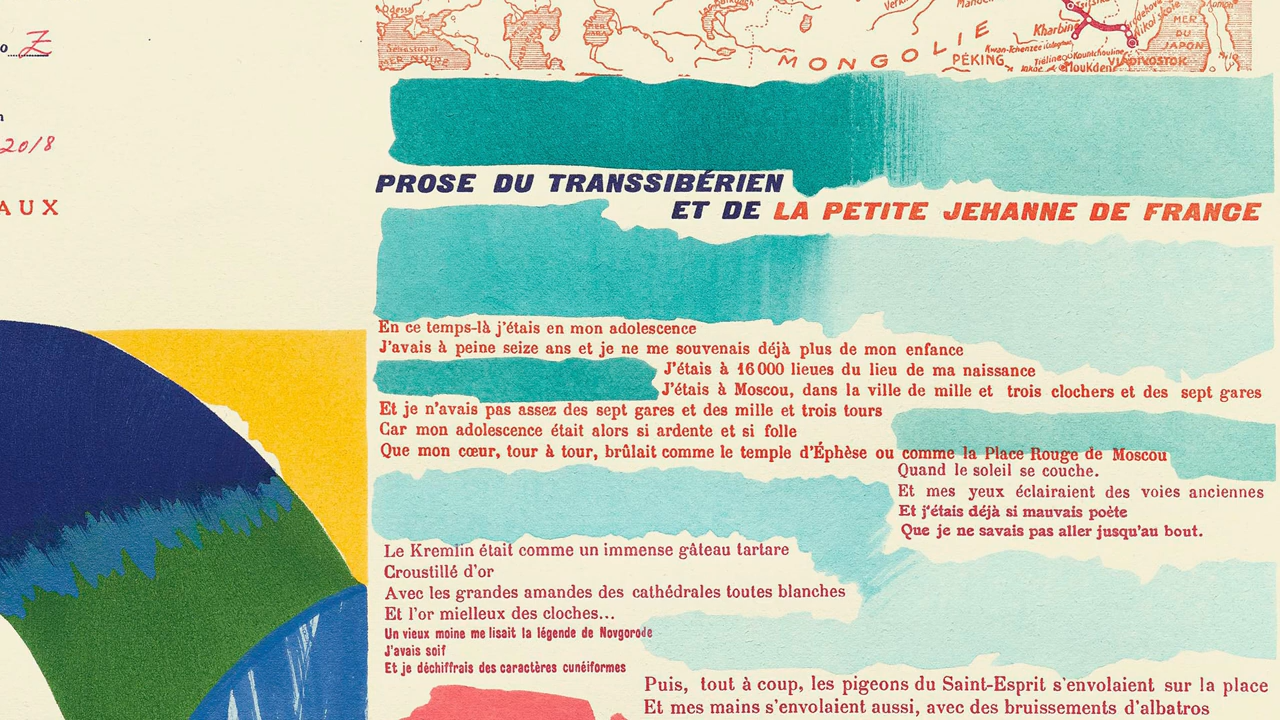 o Z
2018
AUX
Odessa
Sébastopol
MER NOIRE
MONGOLIE
PÉKING
Kharbin
Moukden
VLADIVOSTOK
MER
DU
JAPON
PROSE DU TRANSSIBÉRIEN
ET DE LA PETITE JEHANNE DE FRANCE
En ce temps-là j'étais en mon adolescence
J'avais à peine seize ans et je ne me souvenais déjà plus de mon enfance
J'étais à 16000 lieues du lieu de ma naissance
J'étais à Moscou, dans la ville de mille et trois clochers et des sept gares
Et je n'avais pas assez des sept gares et des mille et trois tours
Car mon adolescence était alors si ardente et si folle
Que mon cœur, tour à tour, brûlait comme le temple d'Éphèse ou comme la Place Rouge de Moscou
Quand le soleil se couche.
Et mes yeux éclairaient des voies anciennes
Et j'étais déjà si mauvais poète
Que je ne savais pas aller jusqu'au bout.
Le Kremlin était comme un immense gâteau tartare
Croustillé d'or
Avec les grandes amandes des cathédrales toutes blanches
Et l'or mielleux des cloches...
Un vieux moine me lisait la légende de Novgorode
J'avais soif
Et je déchiffrais des caractères cunéiformes
Puis, tout à coup, les pigeons du Saint-Esprit s'envolaient sur la place
Et mes mains s'envolaient aussi, avec des bruissements d'albatros